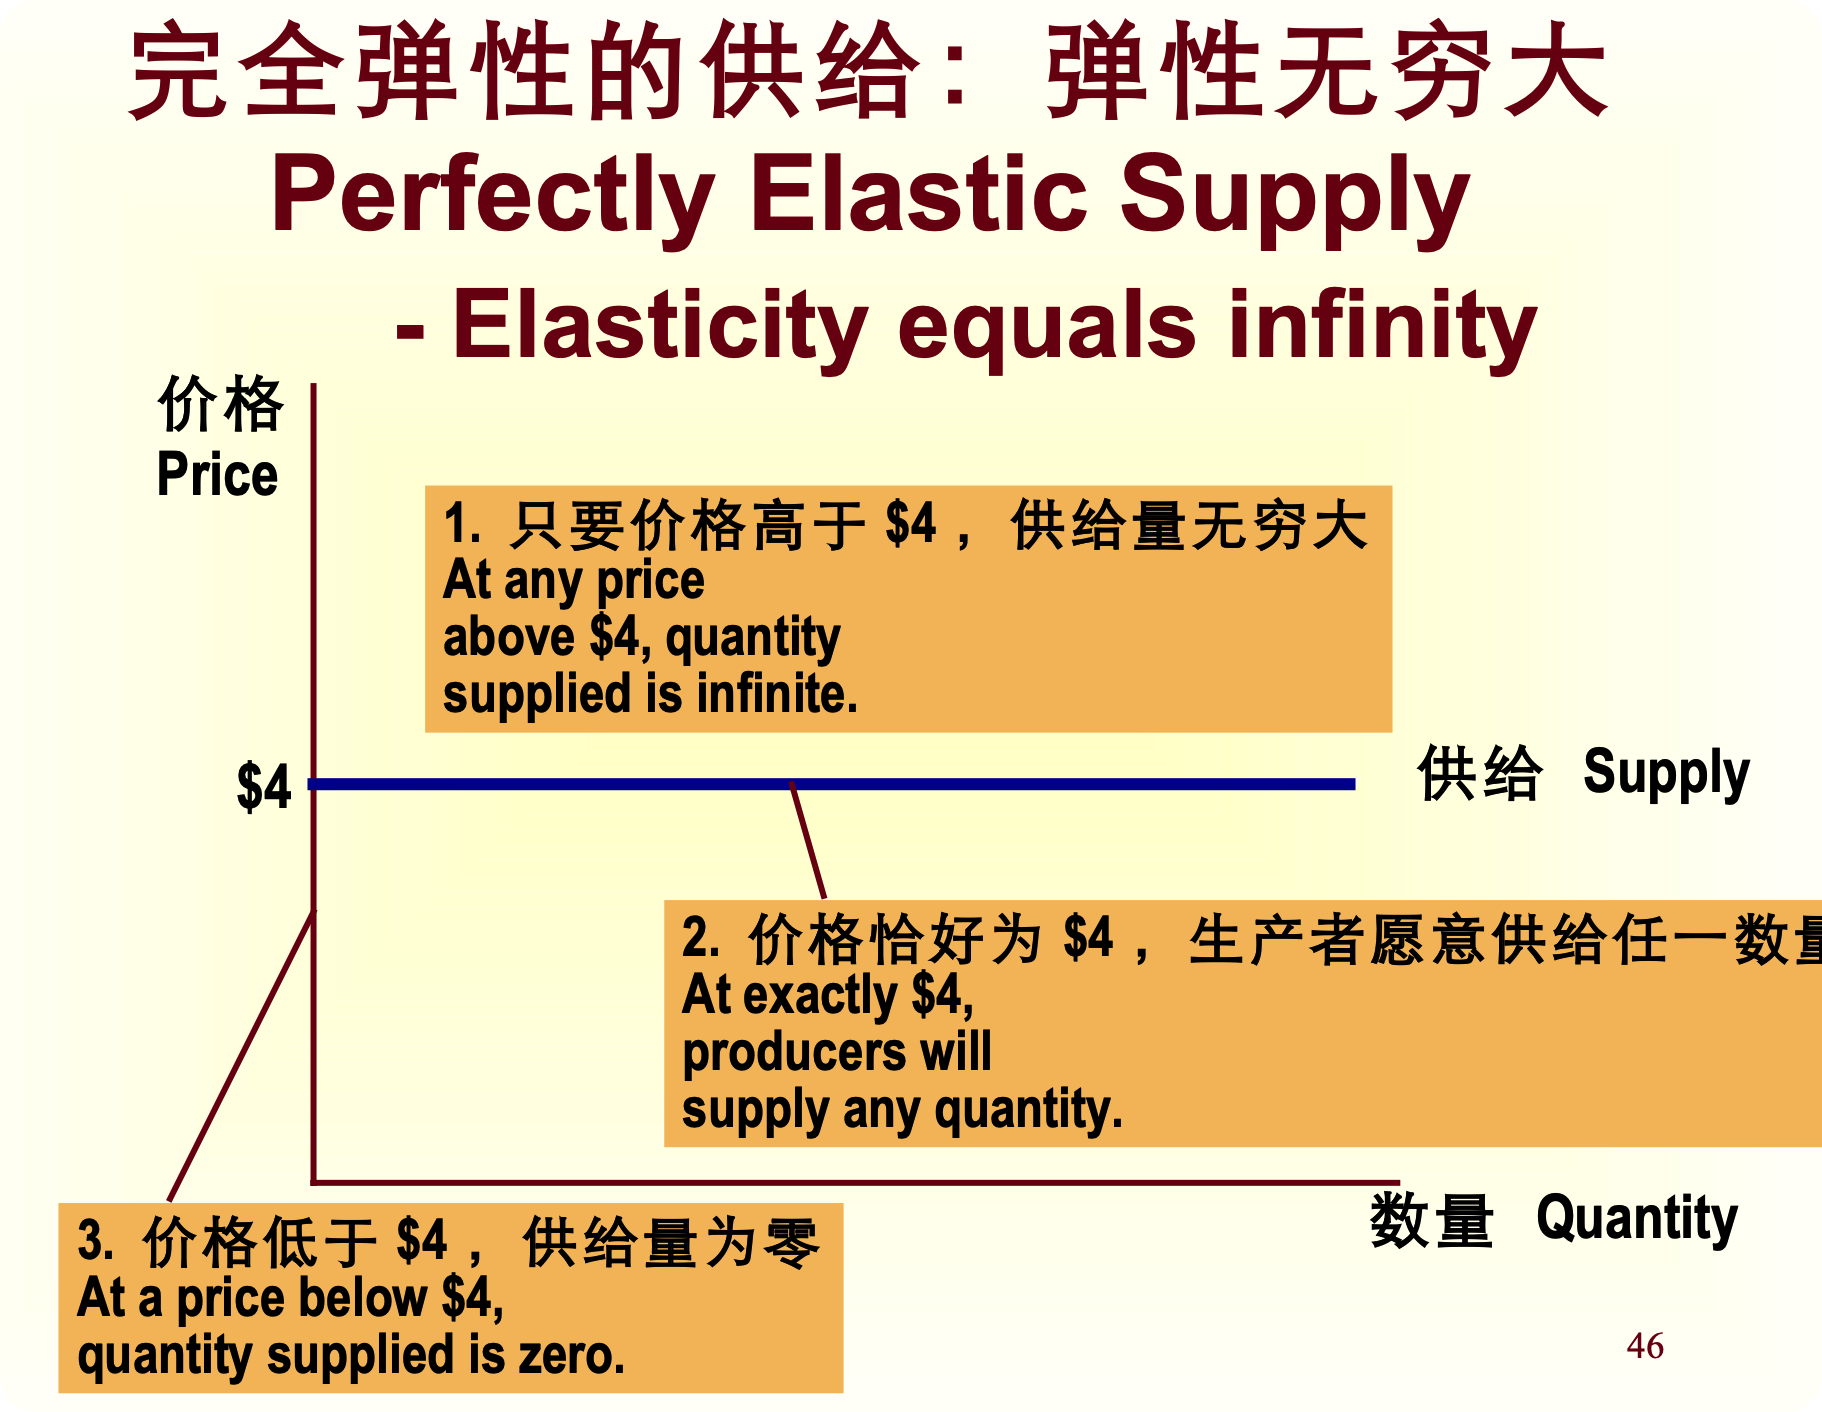 完全弹性的供给：弹性无穷大
Perfectly Elastic Supply
- Elasticity equals infinity
价格
Price
1. 只要价格高于 $4 ，供给量无穷大
At any price
above $4, quantity
supplied is infinite.
$4
供给 Supply
2. 价格恰好为 $4 ，生产者愿意供给任一数量
At exactly $4,
producers will
supply any quantity.
数量 Quantity
3. 价格低于 $4 ，供给量为零
At a price below $4,
quantity supplied is zero.
46